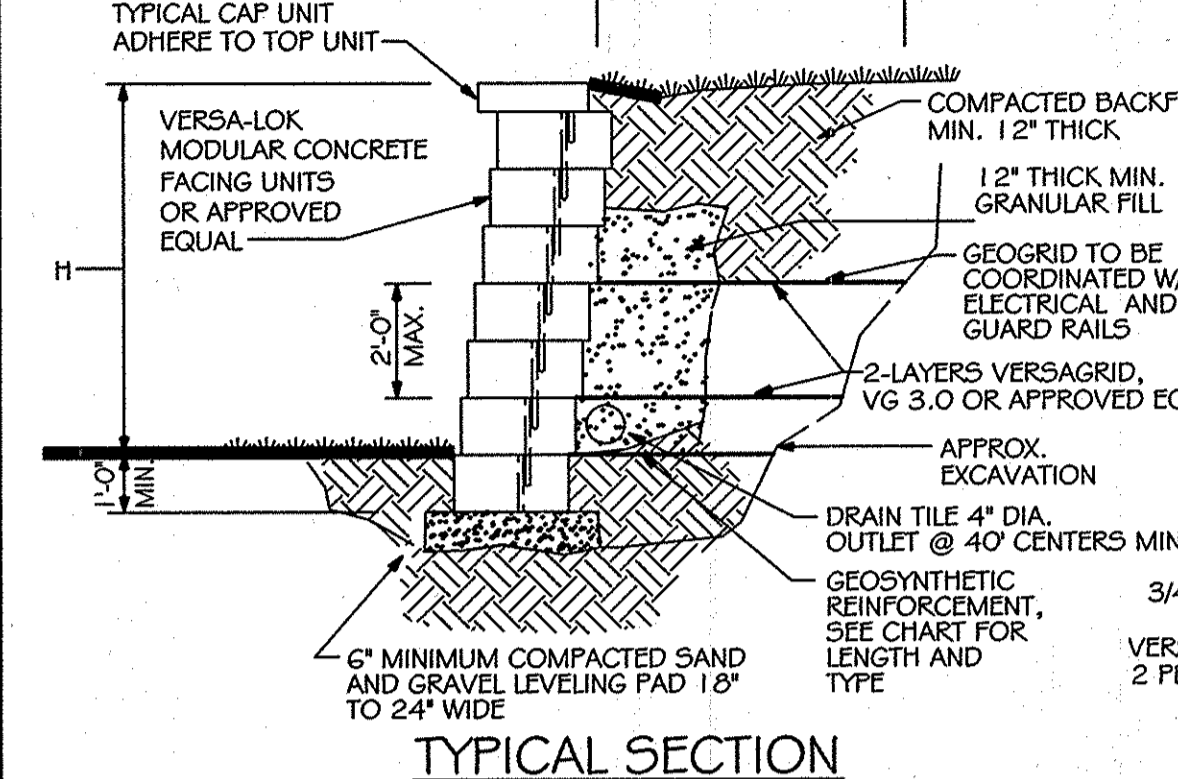 TYPICAL CAP UNIT
ADHERE TO TOP UNIT
VERSA-LOK
MODULAR CONCRETE
FACING UNITS
OR APPROVED
EQUAL
COMPACTED BACKF
MIN. 12" THICK
12" THICK MIN.
GRANULAR FILL
GEOGRID TO BE
COORDINATED W/
ELECTRICAL AND
GUARD RAILS
H
2'-0"
MAX.
2-LAYERS VERSAGRID,
VG 3.0 OR APPROVED EQ
APPROX.
EXCAVATION
1'-0"
MIN.
DRAIN TILE 4" DIA.
OUTLET @ 40' CENTERS MIN
GEOSYNTHETIC
REINFORCEMENT,
SEE CHART FOR
LENGTH AND
TYPE
3/4
VERS
2 PE
6" MINIMUM COMPACTED SAND
AND GRAVEL LEVELING PAD 18"
TO 24" WIDE
TYPICAL SECTION